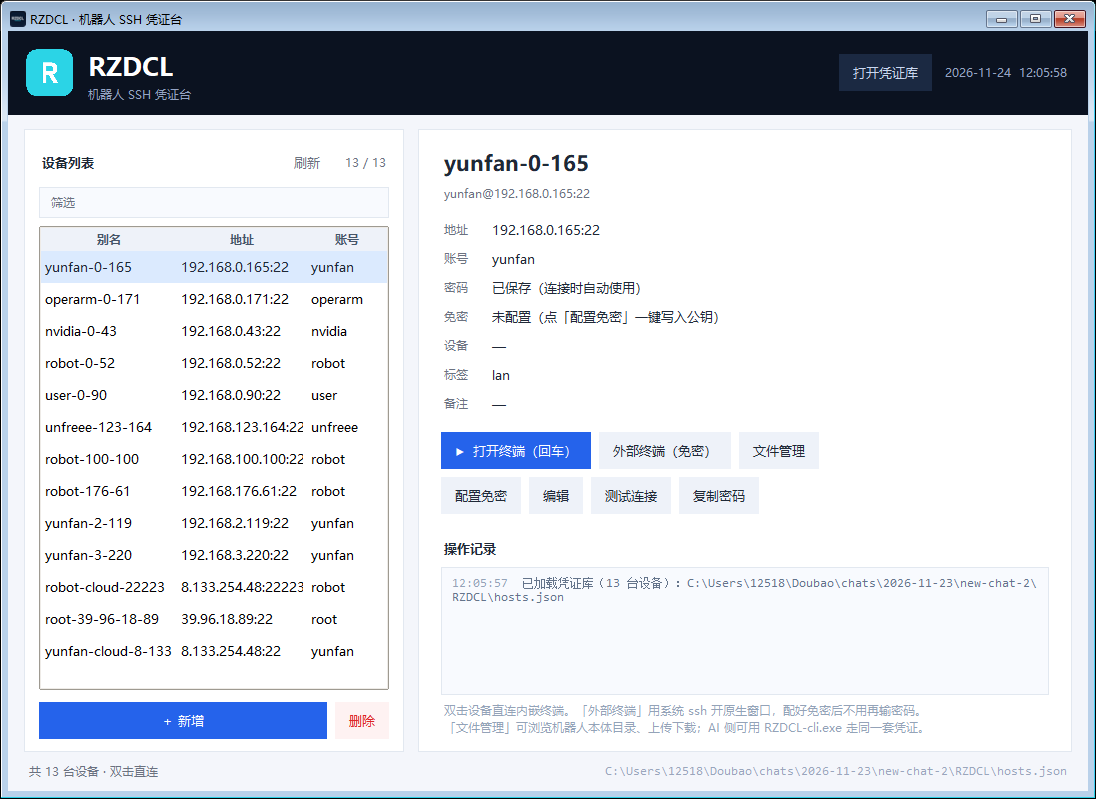 RZDCL · 机器人 SSH 凭证台
R
RZDCL
机器人 SSH 凭证台
打开凭证库
2026-11-24 12:05:58
设备列表
刷新
13 / 13
筛选
别名 地址 账号
yunfan-0-165 192.168.0.165:22 yunfan
operarm-0-171 192.168.0.171:22 operarm
nvidia-0-43 192.168.0.43:22 nvidia
robot-0-52 192.168.0.52:22 robot
user-0-90 192.168.0.90:22 user
unfreee-123-164 192.168.123.164:22 unfreee
robot-100-100 192.168.100.100:22 robot
robot-176-61 192.168.176.61:22 robot
yunfan-2-119 192.168.2.119:22 yunfan
yunfan-3-220 192.168.3.220:22 yunfan
robot-cloud-22223 8.133.254.48:22223 robot
root-39-96-18-89 39.96.18.89:22 root
yunfan-cloud-8-133 8.133.254.48:22 yunfan
+ 新增
删除
yunfan-0-165
yunfan@192.168.0.165:22
地址 192.168.0.165:22
账号 yunfan
密码 已保存（连接时自动使用）
免密 未配置（点「配置免密」一键写入公钥）
设备 —
标签 lan
备注 —
► 打开终端（回车）
外部终端（免密）
文件管理
配置免密
编辑
测试连接
复制密码
操作记录
12:05:57 已加载凭证库（13 台设备）：C:\Users\12518\Doubao\chats\2026-11-23\new-chat-2\
RZDCL\hosts.json
双击设备直连内嵌终端。「外部终端」用系统 ssh 开原生窗口，配好免密后不用再输密码。
「文件管理」可浏览机器人本体目录、上传下载；AI 侧可用 RZDCL-cli.exe 走同一套凭证。
共 13 台设备 · 双击直连
C:\Users\12518\Doubao\chats\2026-11-23\new-chat-2\RZDCL\hosts.json